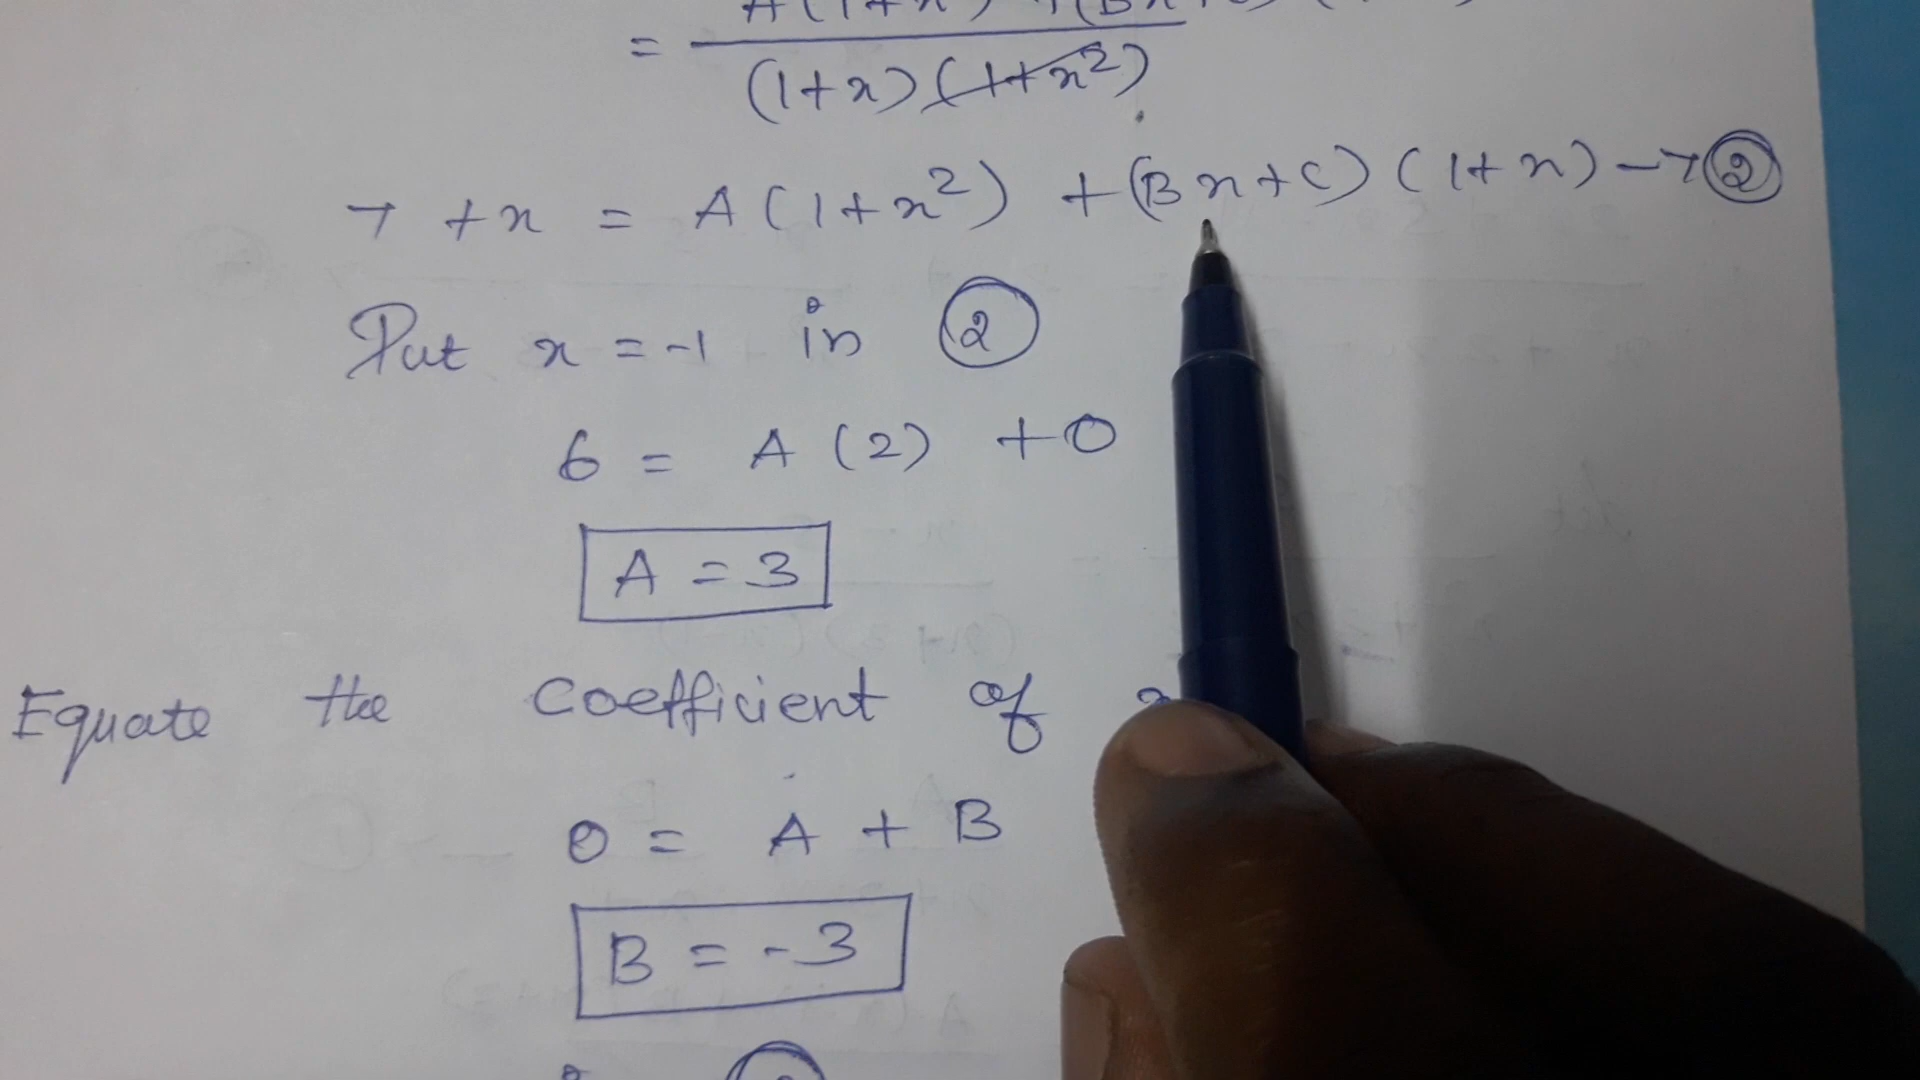 =
(1+x)(1+x²)
7 + x = A(1+x²) + (Bx+C)(1+x) → ②
Put x = -1 in ②
6 = A(2) + 0
A = 3
Equate the coefficient of
0 = A + B
B = -3